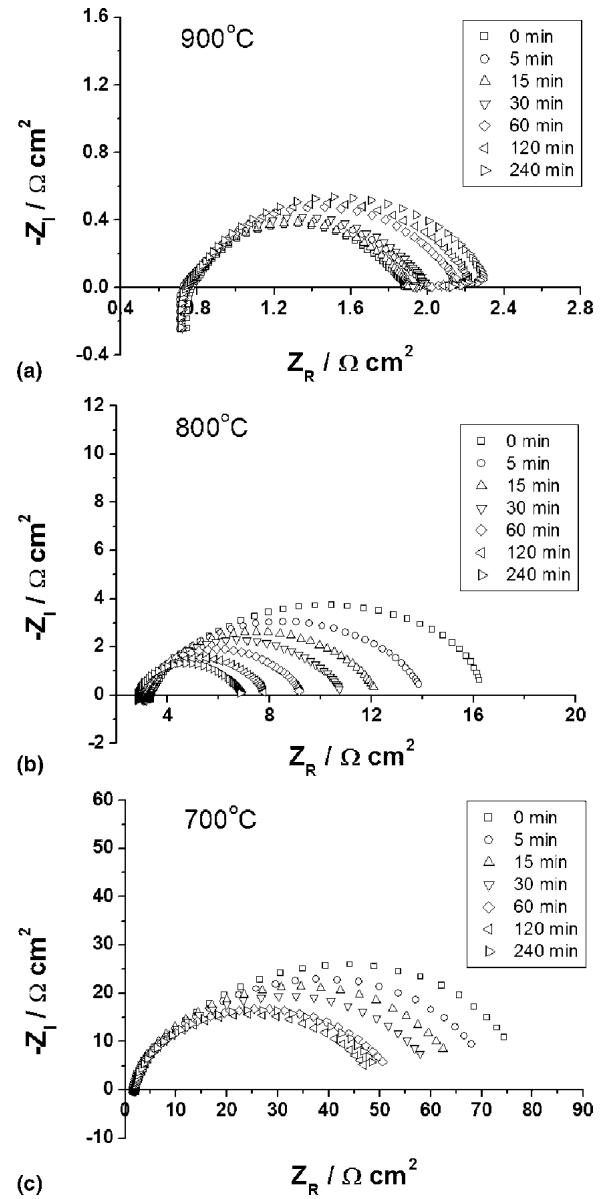 900°C
1.6
1.2
0.8
0.4
0.0
-0.4
-Z_I / Ω cm²
0 min
5 min
15 min
30 min
60 min
120 min
240 min
0.4 0.8 1.2 1.6 2.0 2.4 2.8
Z_R / Ω cm²
(a)
800°C
12
10
8
6
4
2
0
-2
-Z_I / Ω cm²
0 min
5 min
15 min
30 min
60 min
120 min
240 min
4 8 12 16 20
Z_R / Ω cm²
(b)
700°C
60
50
40
30
20
10
0
-10
-Z_I / Ω cm²
0 min
5 min
15 min
30 min
60 min
120 min
240 min
0 10 20 30 40 50 60 70 80 90
Z_R / Ω cm²
(c)